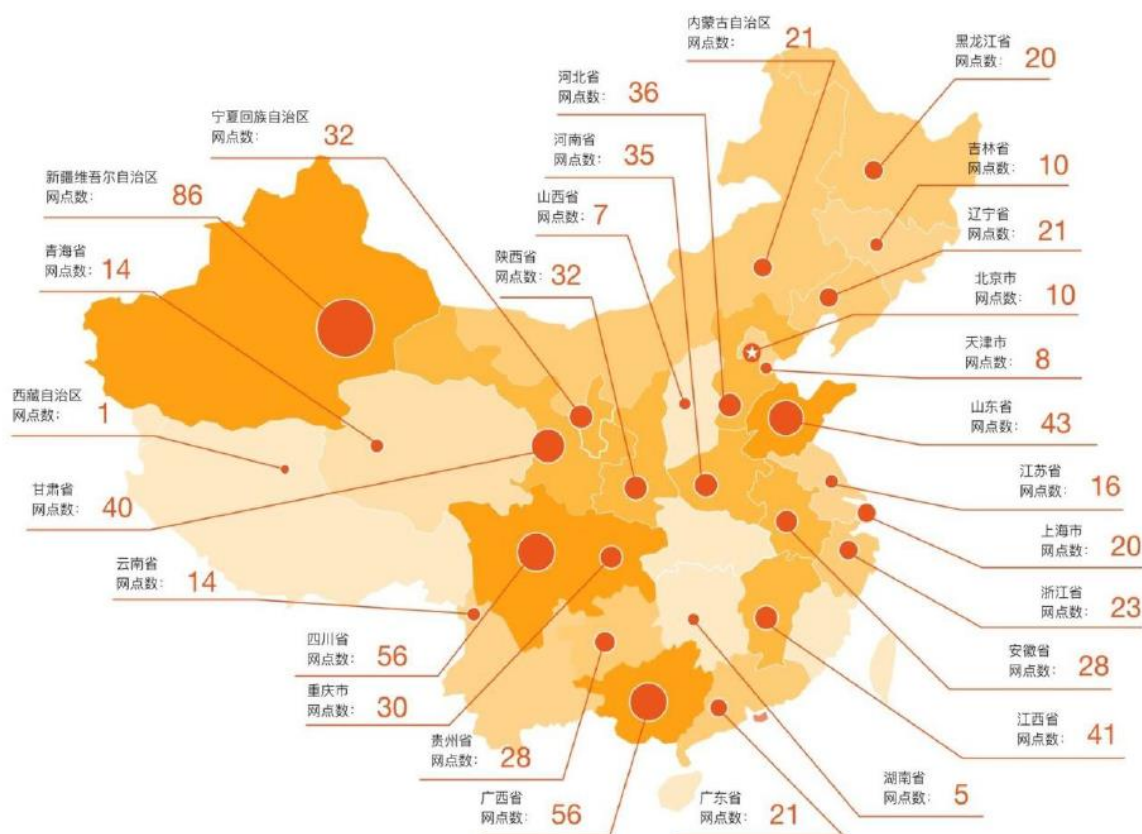 内蒙古自治区
网点数: 21
黑龙江省
网点数: 20
河北省
网点数: 36
宁夏回族自治区
网点数: 32
河南省
网点数: 35
吉林省
网点数: 10
新疆维吾尔自治区
网点数: 86
山西省
网点数: 7
辽宁省
网点数: 21
青海省
网点数: 14
陕西省
网点数: 32
北京市
网点数: 10
天津市
网点数: 8
西藏自治区
网点数: 1
山东省
网点数: 43
甘肃省
网点数: 40
江苏省
网点数: 16
上海市
网点数: 20
云南省
网点数: 14
浙江省
网点数: 23
四川省
网点数: 56
安徽省
网点数: 28
重庆市
网点数: 30
江西省
网点数: 41
贵州省
网点数: 28
湖南省
网点数: 5
广西省
网点数: 56
广东省
网点数: 21